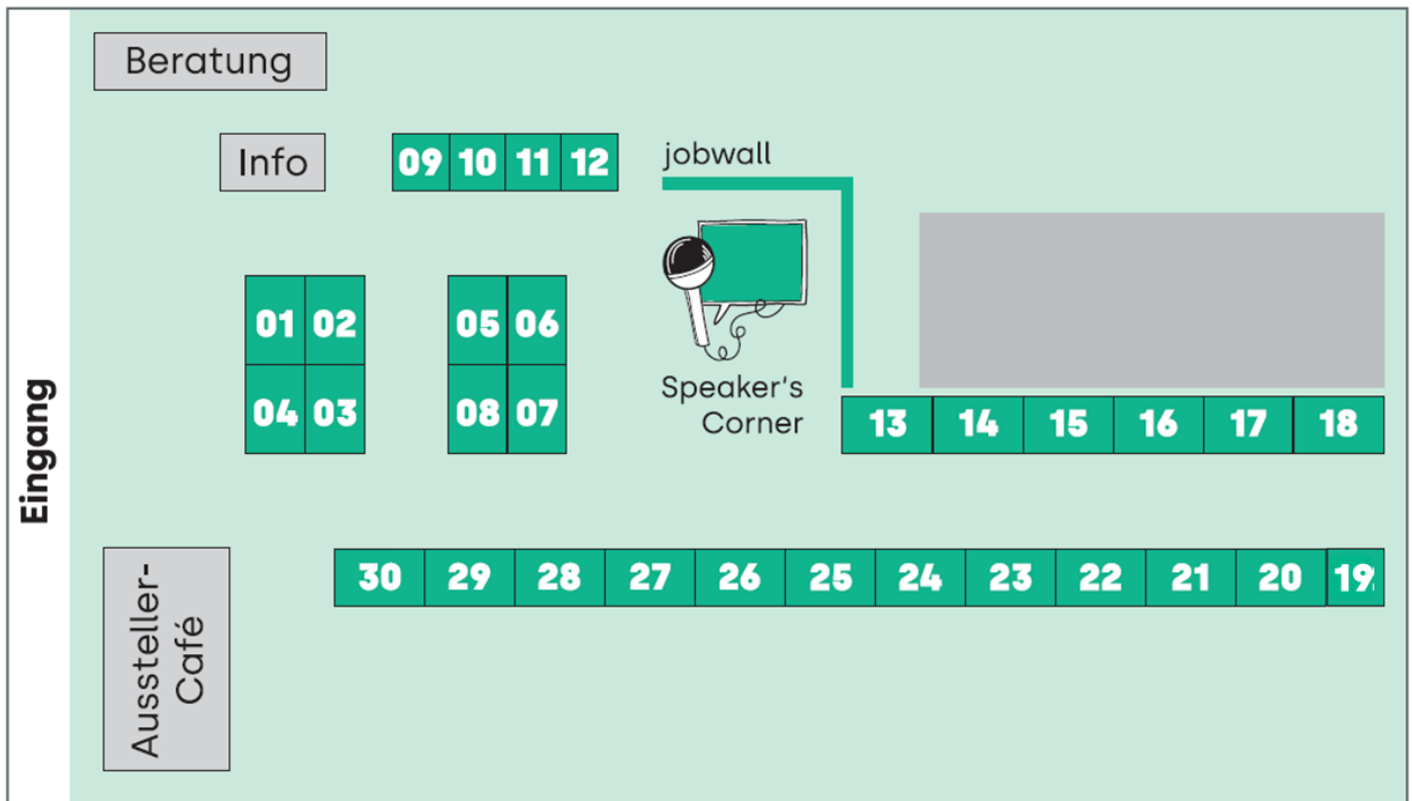 Beratung
Info
09 10 11 12
jobwall
01 02
05 06
04 03
08 07
Speaker's
Corner
13 14 15 16 17 18
Eingang
30 29 28 27 26 25 24 23 22 21 20 19
Aussteller-
Café